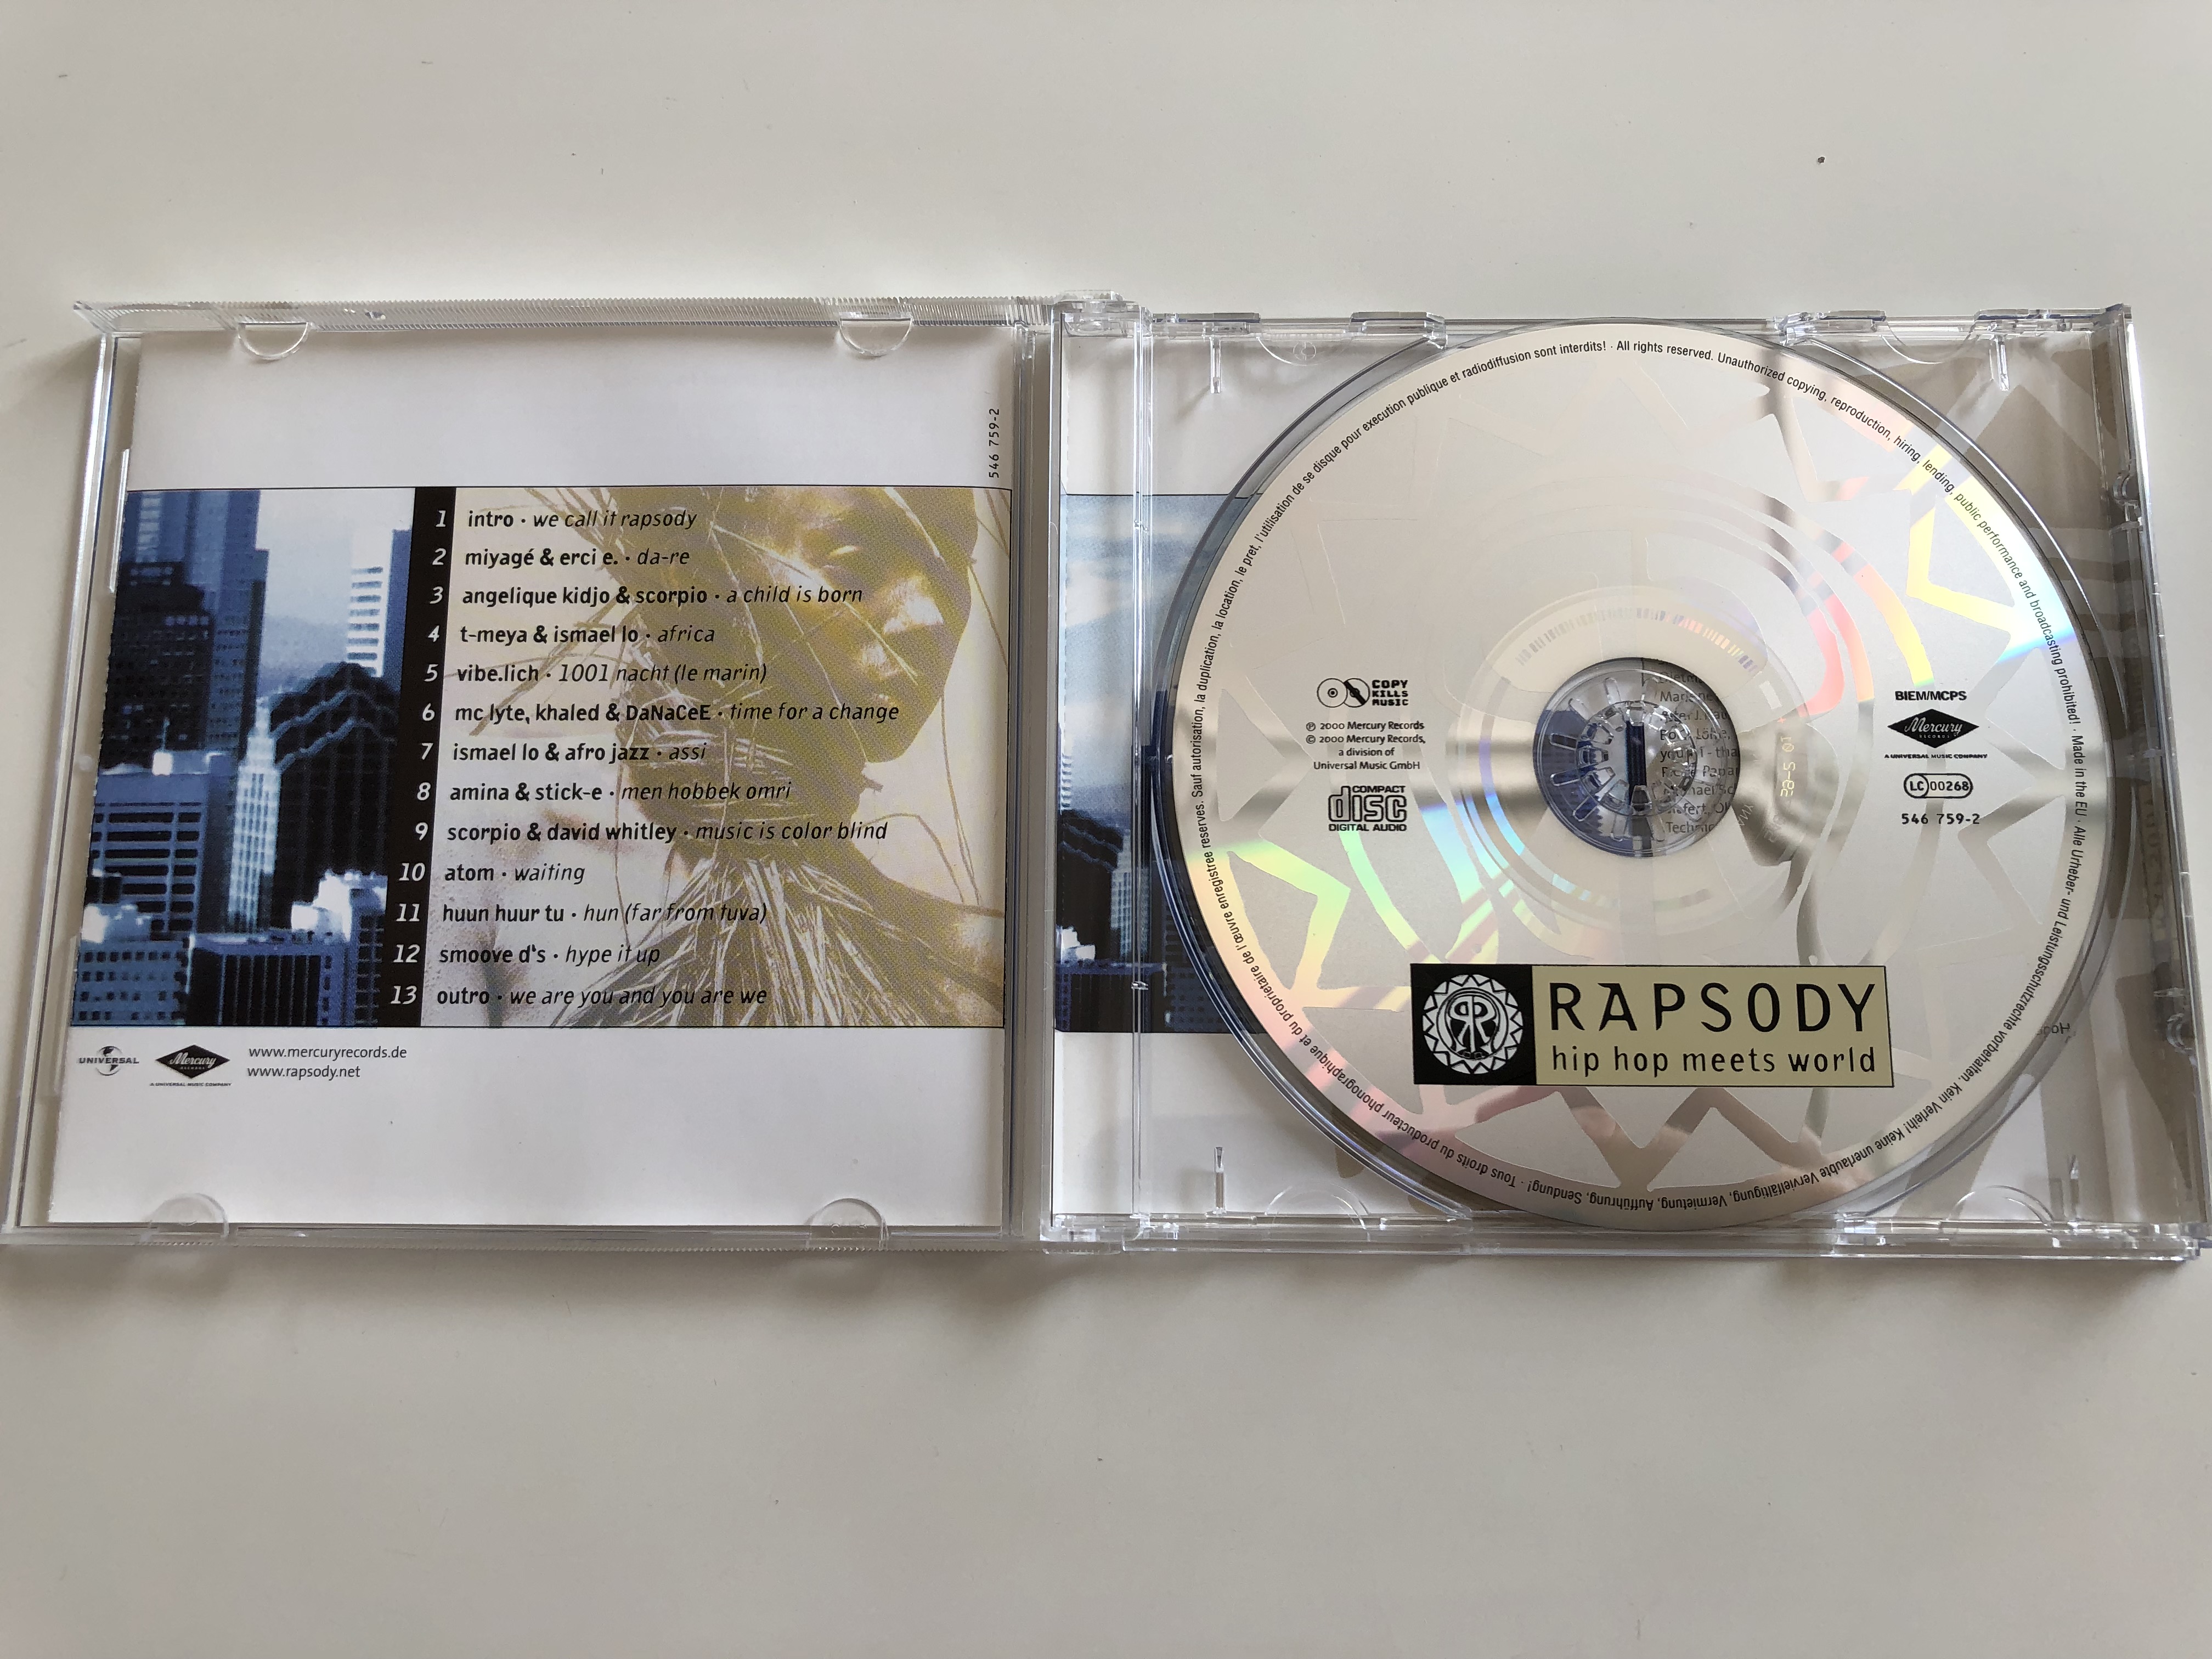 546 759-2
1 intro · we call it rapsody
2 miyagé & erci e. · da-re
3 angelique kidjo & scorpio · a child is born
4 t-meya & ismael lo · africa
5 vibe.lich · 1001 nacht (le marin)
6 mc lyte, khaled & DaNaCeE · time for a change
7 ismael lo & afro jazz · assi
8 amina & stick-e · men hobbek omri
9 scorpio & david whitley · music is color blind
10 atom · waiting
11 huun huur tu · hun (far from tuva)
12 smoove d's · hype it up
13 outro · we are you and you are we
UNIVERSAL
Mercury
RECORDS
A UNIVERSAL MUSIC COMPANY
www.mercuryrecords.de
www.rapsody.net
Tous droits du producteur phonographique et du proprietaire de l'œuvre enregistree reserves. Sauf autorisation, la duplication, la location, le pret, l'utilisation de se disque pour execution publique et radiodiffusion sont interdits! · All rights reserved. Unauthorized copying, reproduction, hiring, lending, public performance and broadcasting prohibited! · Made in the EU · Alle Urheber- und Leistungsschutzrechte vorbehalten. Kein Verleih! Keine unerlaubte Vervielfältigung, Vermietung, Aufführung, Sendung! ·
COPY
KILLS
MUSIC
℗ 2000 Mercury Records
© 2000 Mercury Records,
a division of
Universal Music GmbH
COMPACT
disc
DIGITAL AUDIO
BIEM/MCPS
Mercury
RECORDS
A UNIVERSAL MUSIC COMPANY
LC 00268
546 759-2
RAPSODY
hip hop meets world